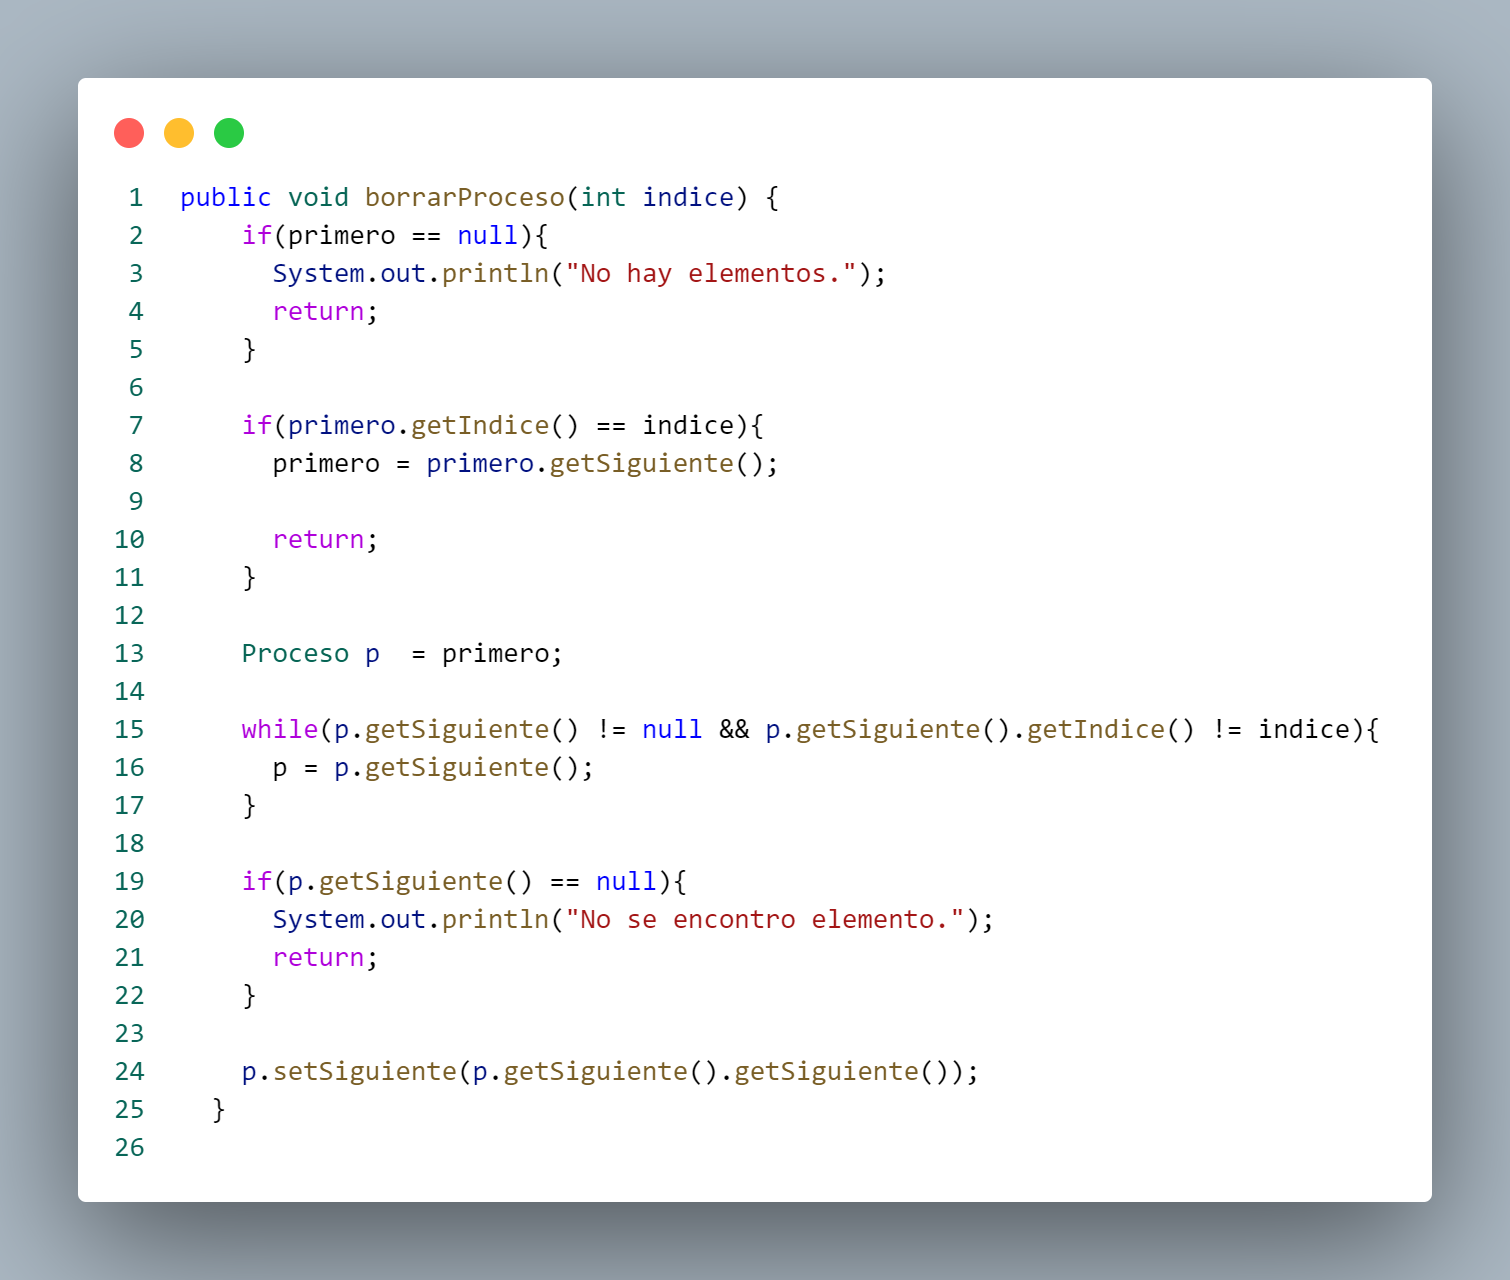 1 public void borrarProceso(int indice) {
2 if(primero == null){
3 System.out.println("No hay elementos.");
4 return;
5 }
6
7 if(primero.getIndice() == indice){
8 primero = primero.getSiguiente();
9
10 return;
11 }
12
13 Proceso p  = primero;
14
15 while(p.getSiguiente() != null && p.getSiguiente().getIndice() != indice){
16 p = p.getSiguiente();
17 }
18
19 if(p.getSiguiente() == null){
20 System.out.println("No se encontro elemento.");
21 return;
22 }
23
24 p.setSiguiente(p.getSiguiente().getSiguiente());
25 }
26